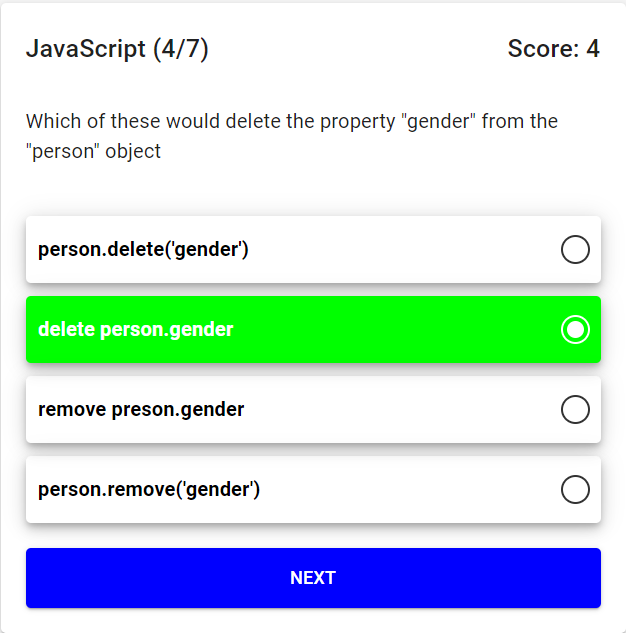 JavaScript (4/7)
Score: 4
Which of these would delete the property "gender" from the
"person" object
person.delete('gender')
delete person.gender
remove preson.gender
person.remove('gender')
NEXT